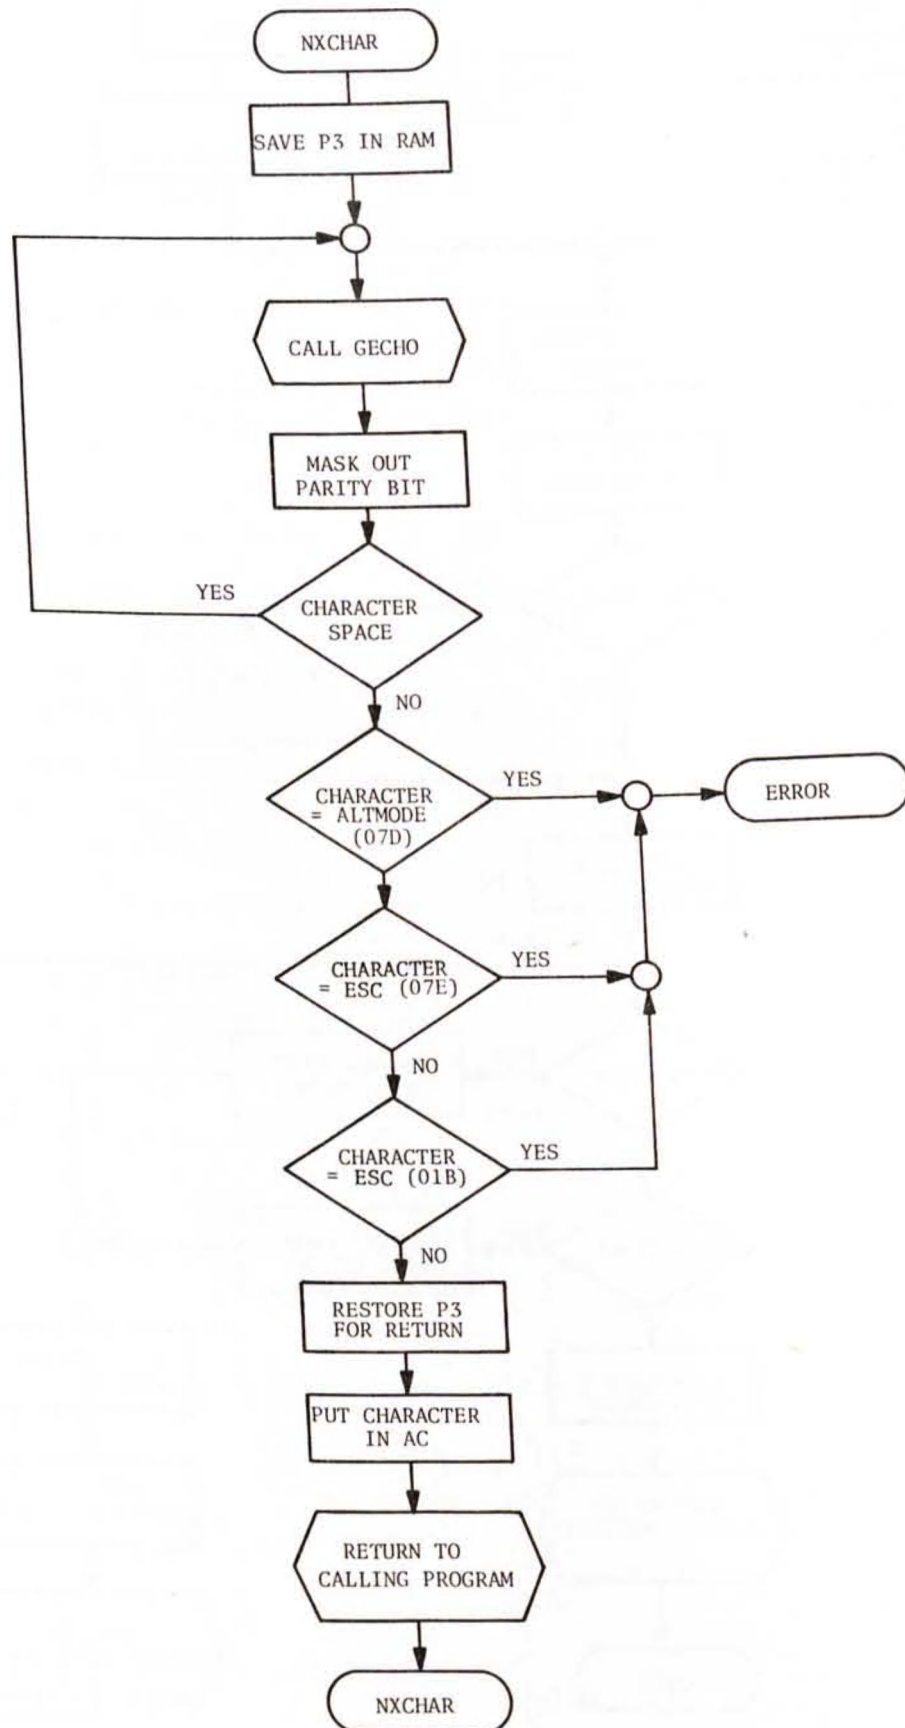 NXCHAR
SAVE P3 IN RAM
CALL GECHO
MASK OUT
PARITY BIT
YES
CHARACTER
SPACE
NO
CHARACTER
= ALTMODE
(07D)
YES
ERROR
CHARACTER
= ESC (07E)
YES
NO
CHARACTER
= ESC (01B)
YES
NO
RESTORE P3
FOR RETURN
PUT CHARACTER
IN AC
RETURN TO
CALLING PROGRAM
NXCHAR